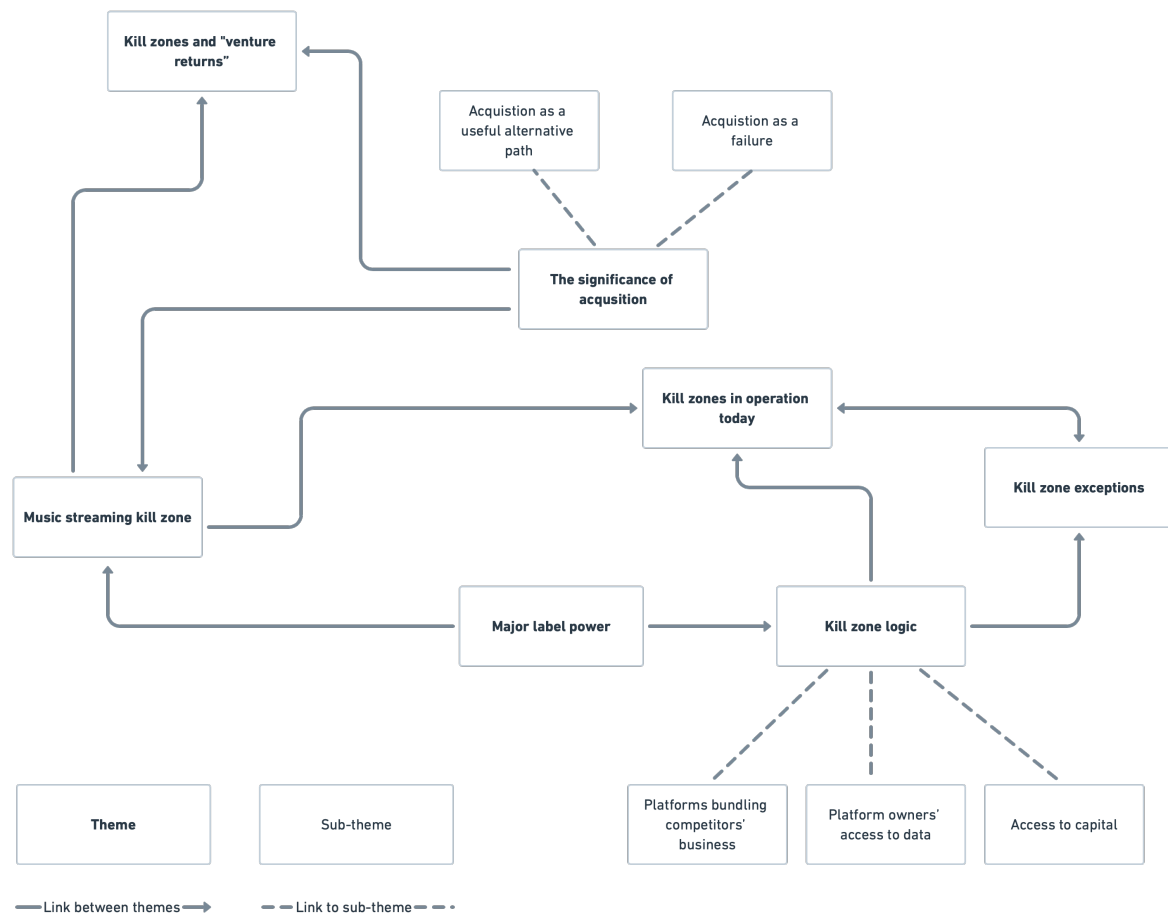 Kill zones and "venture
returns”
Acquistion as a
useful alternative
path
Acquistion as a
failure
The significance of
acqusition
Kill zones in operation
today
Kill zone exceptions
Music streaming kill zone
Major label power
Kill zone logic
Platforms bundling
competitors’
business
Platform owners’
access to data
Access to capital
Theme
Sub-theme
Link between themes
Link to sub-theme